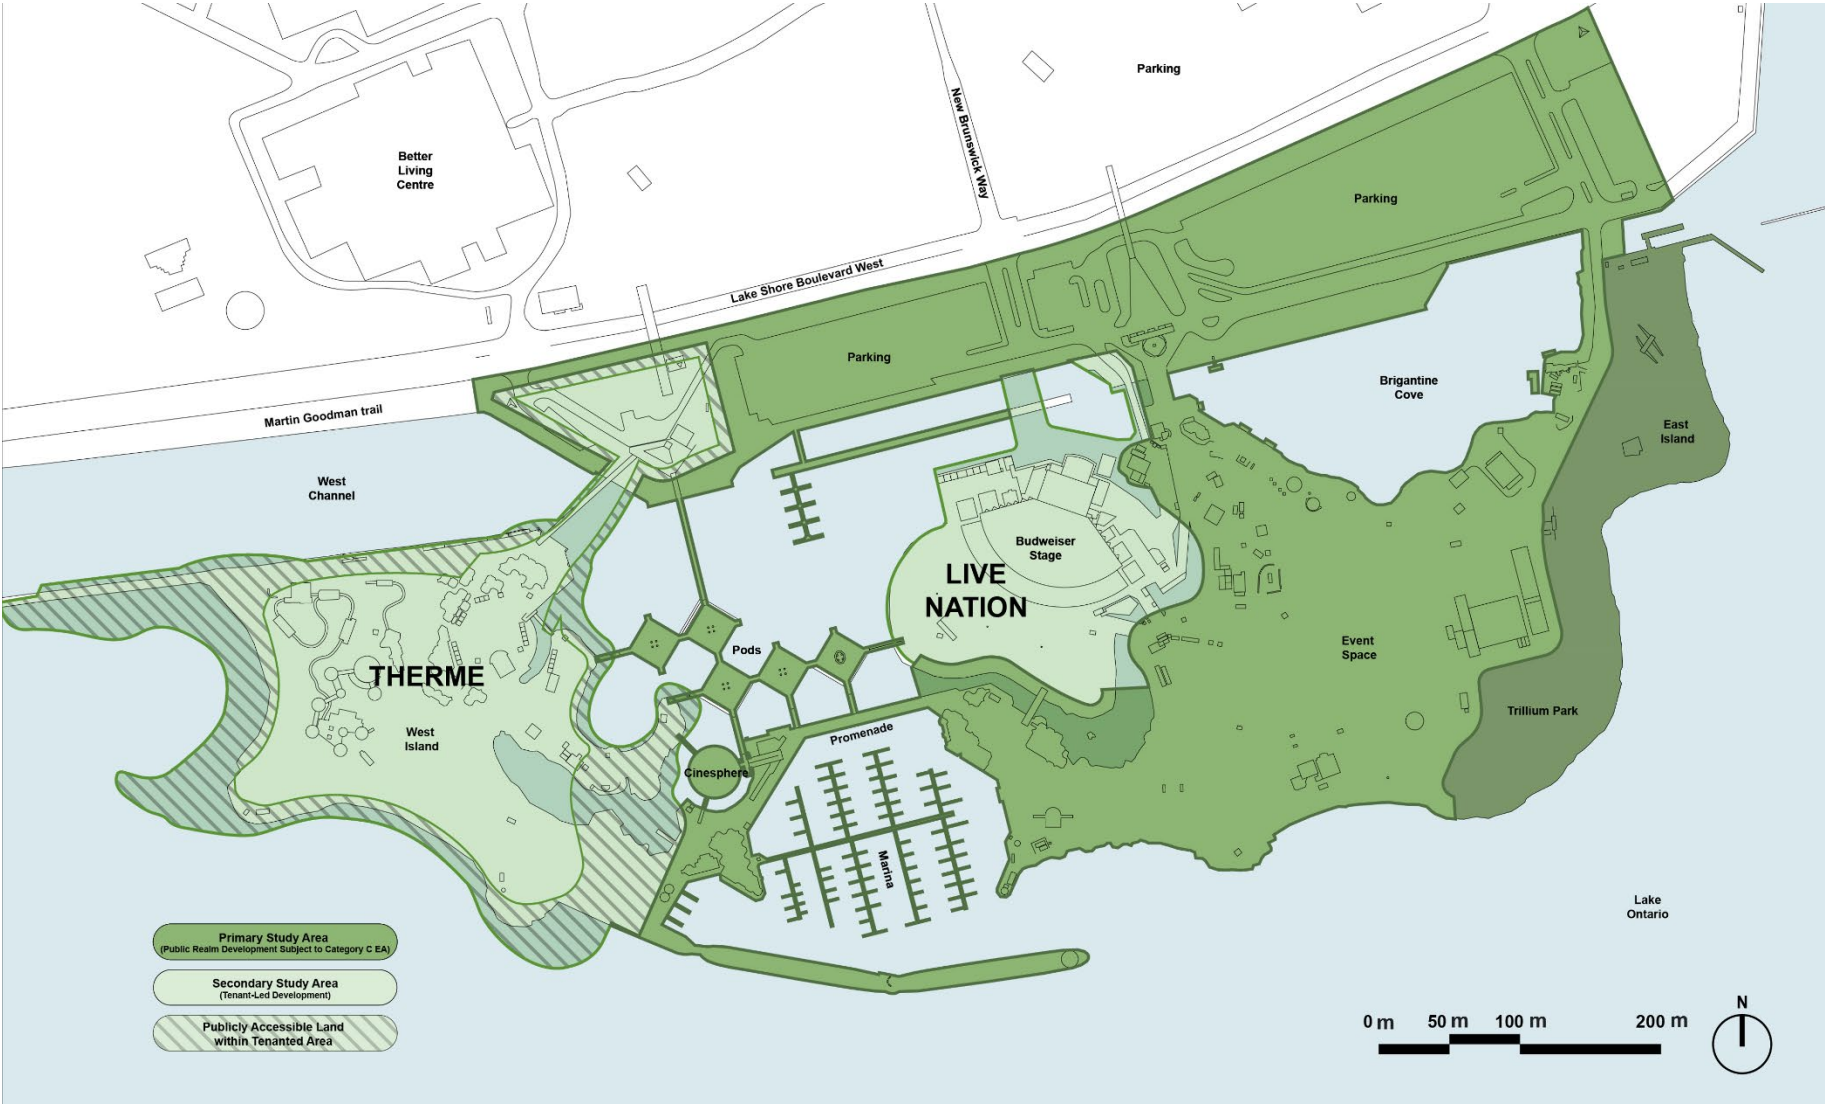 Parking
New Brunswick Way
Better
Living
Centre
Parking
Lake Shore Boulevard West
Parking
Martin Goodman trail
Brigantine
Cove
East
Island
West
Channel
Budweiser
Stage
LIVE
NATION
Pods
Event
Space
THERME
West
Island
Trillium Park
Promenade
Cinesphere
Marina
Lake
Ontario
Primary Study Area
(Public Realm Development Subject to Category C EA)
Secondary Study Area
(Tenant-Led Development)
Publicly Accessible Land
within Tenanted Area
N
0 m 50 m 100 m 200 m